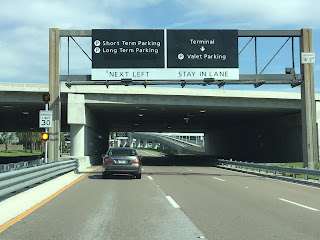 P Short Term Parking
P Long Term Parking
NEXT LEFT
Terminal
Valet Parking
STAY IN LANE
SPEED
LIMIT
30